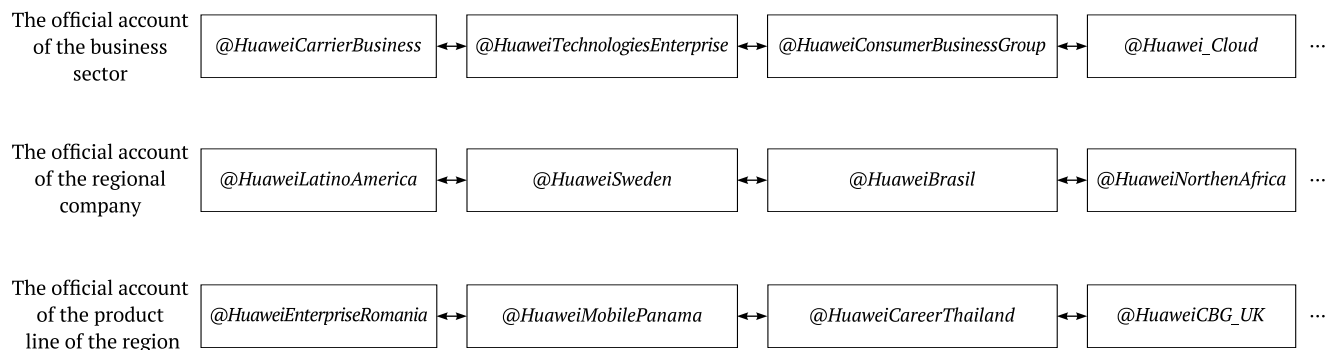 The official account
of the business
sector
@HuaweiCarrierBusiness
@HuaweiTechnologiesEnterprise
@HuaweiConsumerBusinessGroup
@Huawei_Cloud
...
The official account
of the regional
company
@HuaweiLatinoAmerica
@HuaweiSweden
@HuaweiBrasil
@HuaweiNorthenAfrica
...
The official account
of the product
line of the region
@HuaweiEnterpriseRomania
@HuaweiMobilePanama
@HuaweiCareerThailand
@HuaweiCBG_UK
...